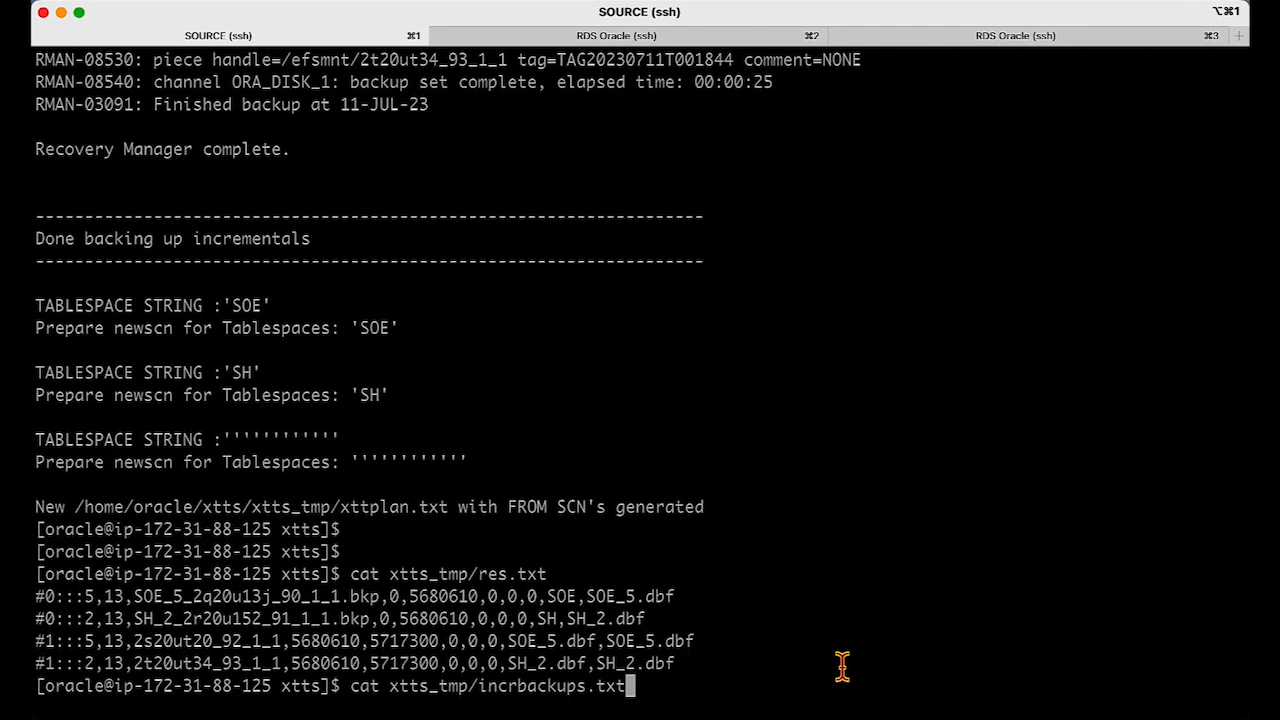 SOURCE (ssh)
⌥⌘1
SOURCE (ssh) ⌘1 RDS Oracle (ssh) ⌘2 RDS Oracle (ssh) ⌘3 +
RMAN-08530: piece handle=/efsmnt/2t20ut34_93_1_1 tag=TAG20230711T001844 comment=NONE
RMAN-08540: channel ORA_DISK_1: backup set complete, elapsed time: 00:00:25
RMAN-03091: Finished backup at 11-JUL-23
Recovery Manager complete.
--------------------------------------------------------------------
Done backing up incrementals
--------------------------------------------------------------------
TABLESPACE STRING :'SOE'
Prepare newscn for Tablespaces: 'SOE'
TABLESPACE STRING :'SH'
Prepare newscn for Tablespaces: 'SH'
TABLESPACE STRING :''''''''''''
Prepare newscn for Tablespaces: ''''''''''''
New /home/oracle/xtts/xtts_tmp/xttplan.txt with FROM SCN's generated
[oracle@ip-172-31-88-125 xtts]$
[oracle@ip-172-31-88-125 xtts]$
[oracle@ip-172-31-88-125 xtts]$ cat xtts_tmp/res.txt
#0:::5,13,SOE_5_2q20u13j_90_1_1.bkp,0,5680610,0,0,0,SOE,SOE_5.dbf
#0:::2,13,SH_2_2r20u152_91_1_1.bkp,0,5680610,0,0,0,SH,SH_2.dbf
#1:::5,13,2s20ut20_92_1_1,5680610,5717300,0,0,0,SOE_5.dbf,SOE_5.dbf
#1:::2,13,2t20ut34_93_1_1,5680610,5717300,0,0,0,SH_2.dbf,SH_2.dbf
[oracle@ip-172-31-88-125 xtts]$ cat xtts_tmp/incrbackups.txt